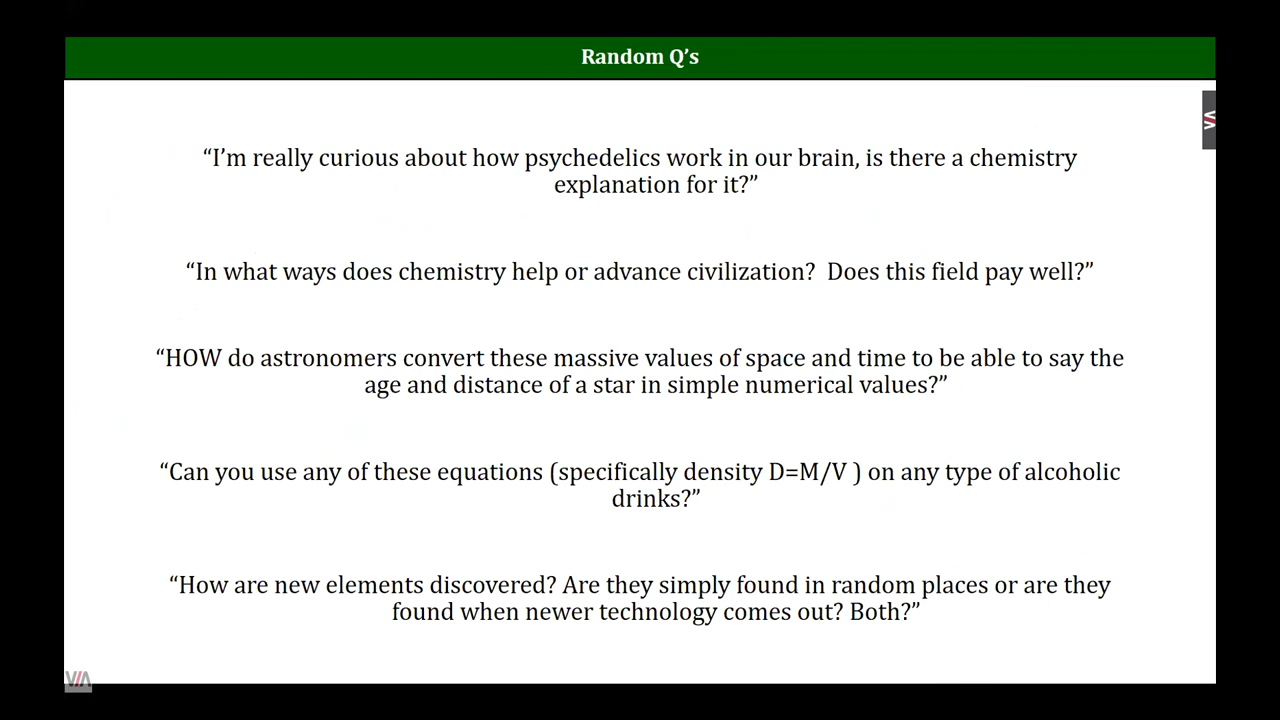 Random Q’s
“I’m really curious about how psychedelics work in our brain, is there a chemistry
explanation for it?”
“In what ways does chemistry help or advance civilization?  Does this field pay well?”
“HOW do astronomers convert these massive values of space and time to be able to say the
age and distance of a star in simple numerical values?”
“Can you use any of these equations (specifically density D=M/V ) on any type of alcoholic
drinks?”
“How are new elements discovered? Are they simply found in random places or are they
found when newer technology comes out? Both?”
VIA